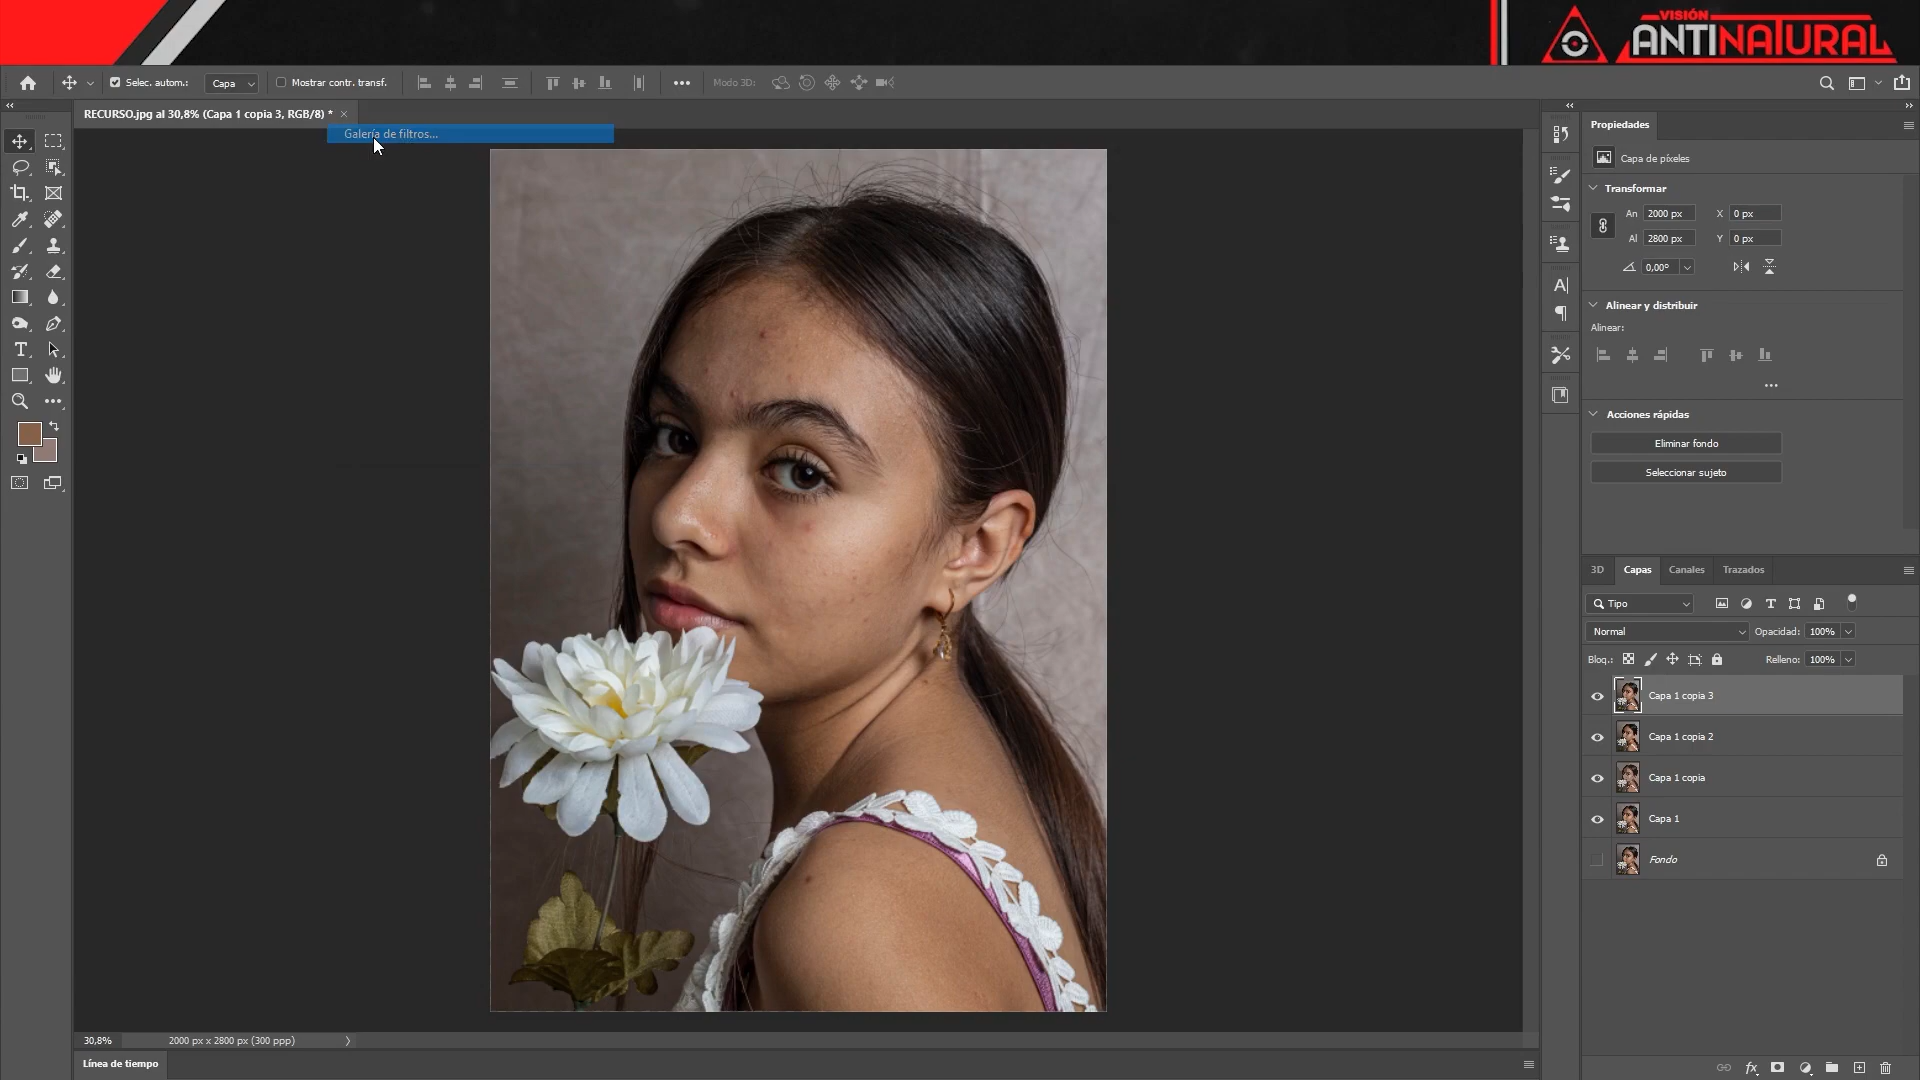 VISIÓN
ANTINATURAL
Selec. autom.:
Capa
Mostrar contr. transf.
Modo 3D:
RECURSO.jpg al 30,8% (Capa 1 copia 3, RGB/8) *
Galería de filtros...
Propiedades
Capa de píxeles
Transformar
An 2000 px X 0 px
Al 2800 px Y 0 px
0,00°
Alinear y distribuir
Alinear:
Acciones rápidas
Eliminar fondo
Seleccionar sujeto
3D Capas Canales Trazados
Tipo
Normal Opacidad: 100%
Bloq.: Relleno: 100%
Capa 1 copia 3
Capa 1 copia 2
Capa 1 copia
Capa 1
Fondo
30,8% 2000 px x 2800 px (300 ppp)
Línea de tiempo